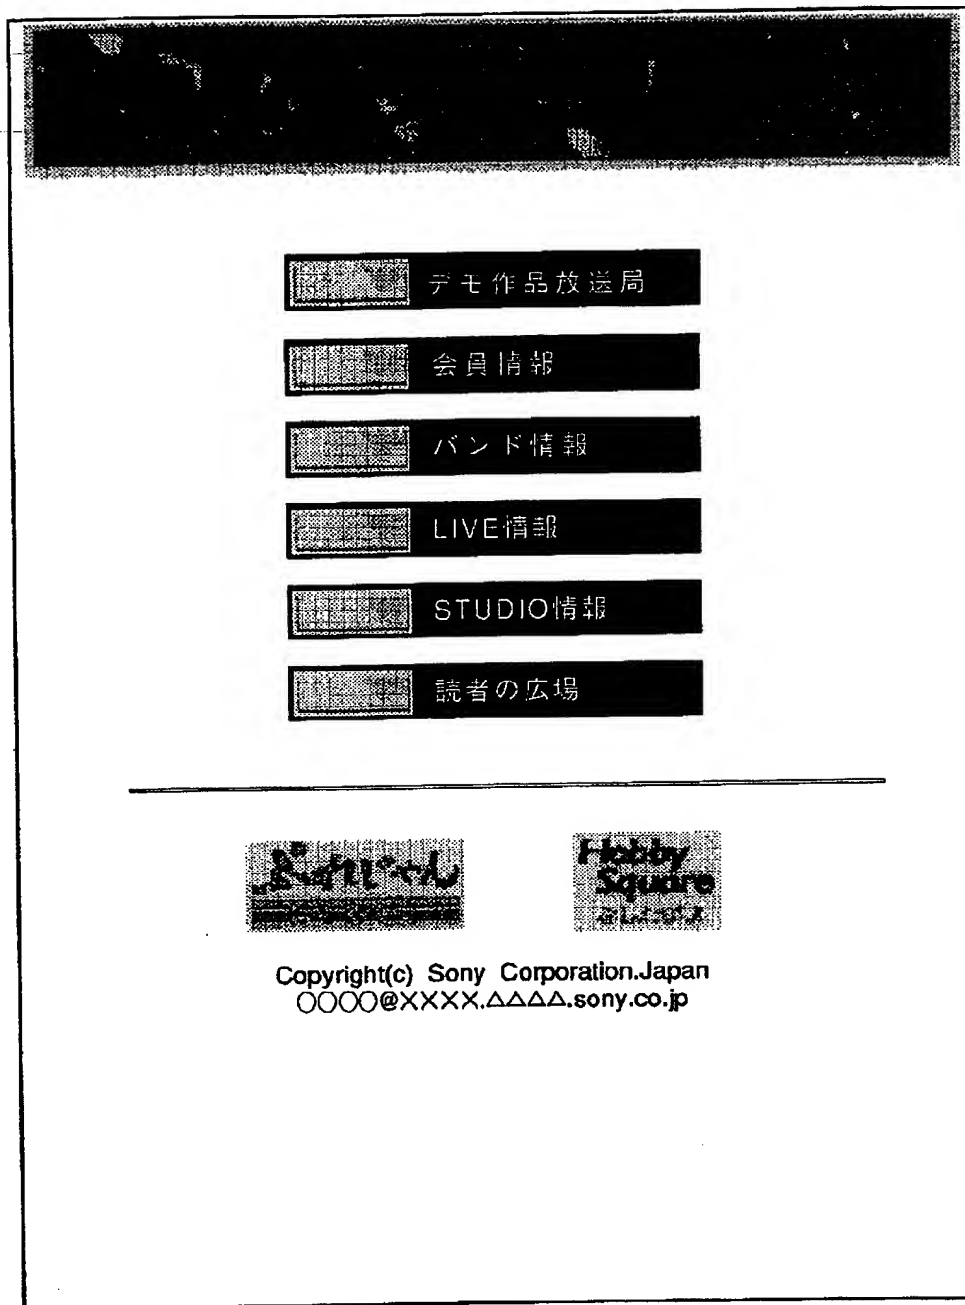 デモ作品放送局
会員情報
バンド情報
LIVE情報
STUDIO情報
読者の広場
Hobby
Square
Copyright(c) Sony Corporation.Japan
○○○○@XXXX.△△△△.sony.co.jp